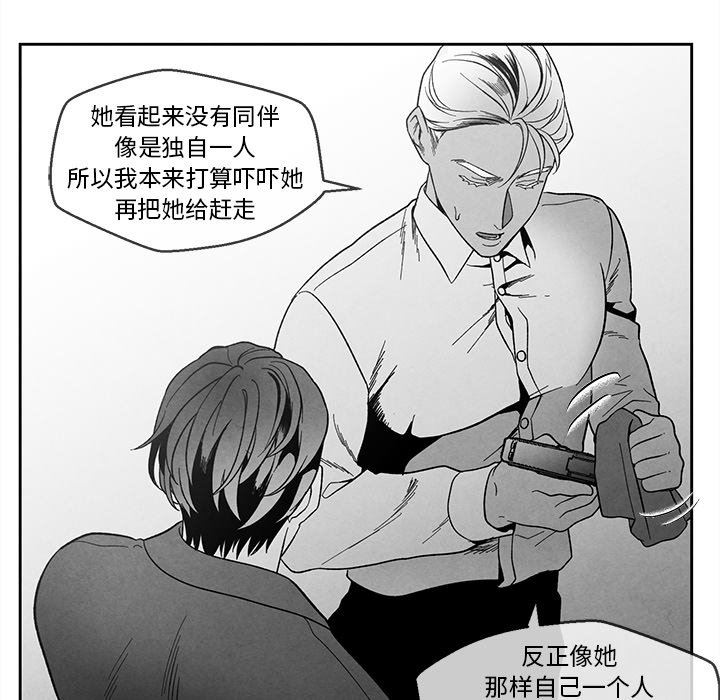 她看起来没有同伴
像是独自一人
所以我本来打算吓吓她
再把她给赶走
反正像她
那样自己一个人